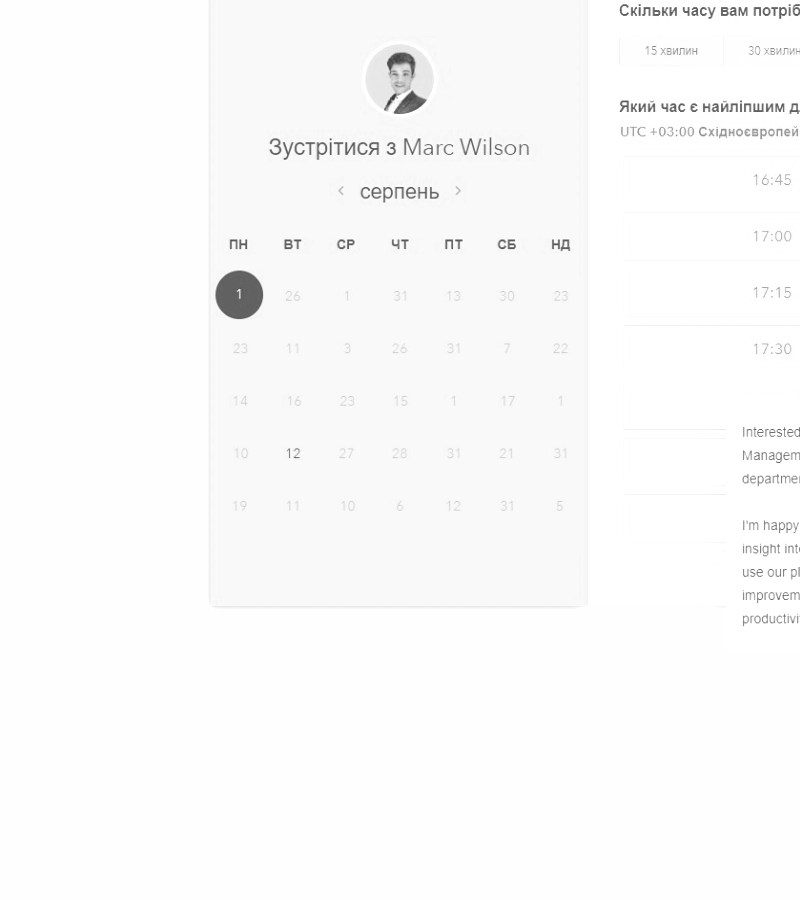 Зустрітися з Marc Wilson
серпень
ПН ВТ СР ЧТ ПТ СБ НД
1 26 1 31 13 30 23
23 11 3 26 31 7 22
14 16 23 15 1 17 1
10 12 27 28 31 21 31
19 11 10 6 12 31 5
Скільки часу вам потріб
15 хвилин 30 хвилин
Який час є найліпшим д
UTC +03:00 Східноєвропей
16:45
17:00
17:15
17:30
Interested
Managem
departmen
I'm happy
insight int
use our pl
improvem
productivi